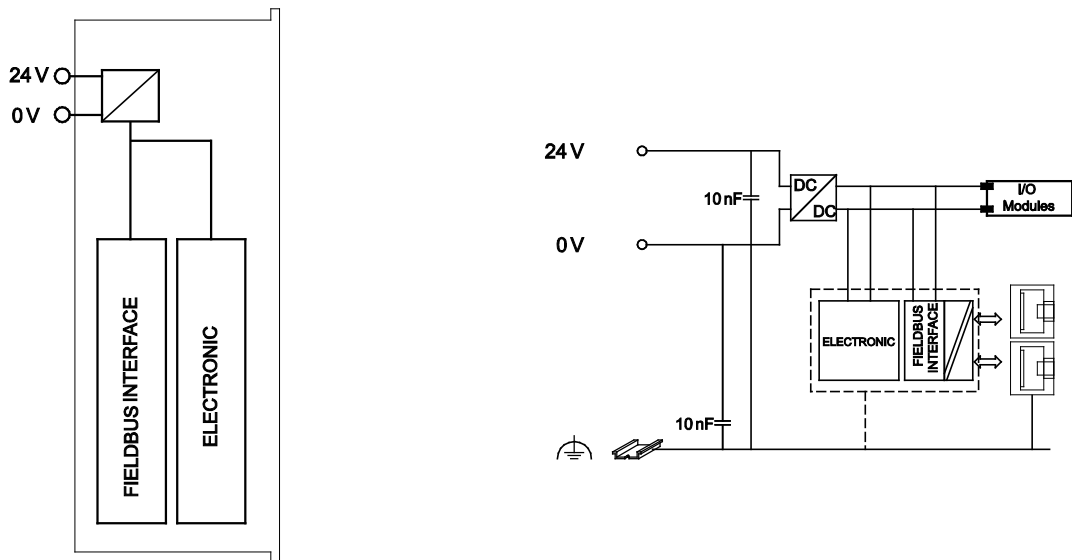 24 V
0 V
FIELDBUS INTERFACE
ELECTRONIC
24 V
10 nF
DC
DC
I/O
Modules
0 V
ELECTRONIC
FIELDBUS
INTERFACE
10 nF